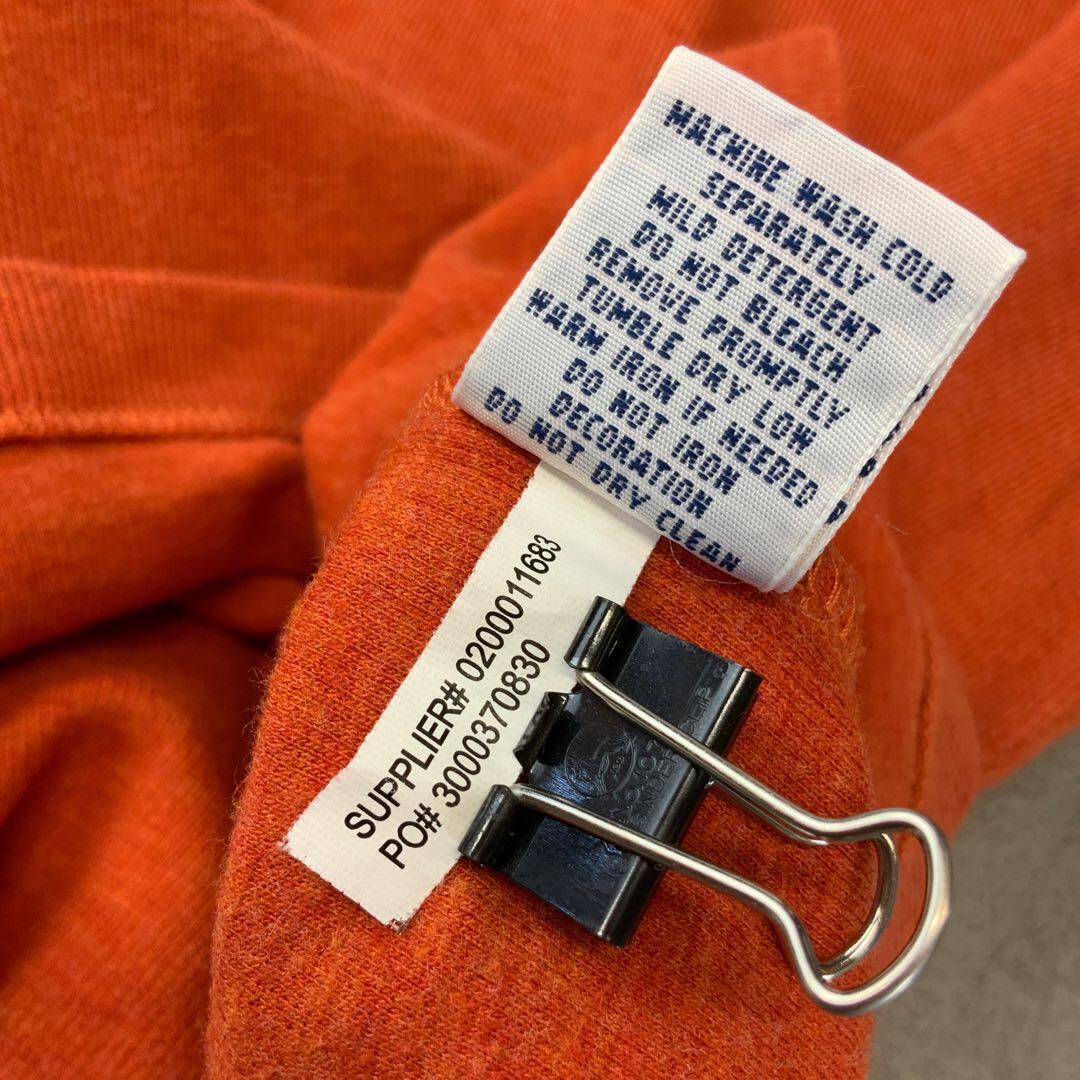 MACHINE WASH COLD
SEPARATELY
MILD DETERGENT
DO NOT BLEACH
REMOVE PROMPTLY
TUMBLE DRY LOW
WARM IRON IF NEEDED
DO NOT IRON
DECORATION
DO NOT DRY CLEAN
SUPPLIER# 0200011683
PO# 3000370830